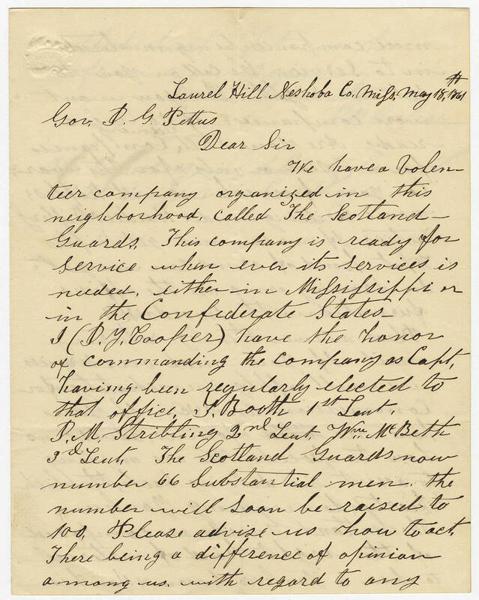 Laurel Hill Neshoba Co. Miss. May 18th, 1861
Gov. P. G. Pettus
Dear Sir
We have a Volen-
tier company organized in this
neighborhood, called The Scotland-
Guards. This company is ready for
service when ever its services is
needed, either in Mississippi or
in the Confederate States
I (D. Y. Cooper) have the honor
of commanding the company as Capt,
having been regularly elected to
that office, J. Booth 1st Leut.
P. M. Stribling 2nd Leut. Wm McBeth
3d Leut. The Scotland Guards now
number 66 substantial men. the
number will soon be raised to
100, Please advise us how to act.
There being a difference of opinion
among us, with regard to any